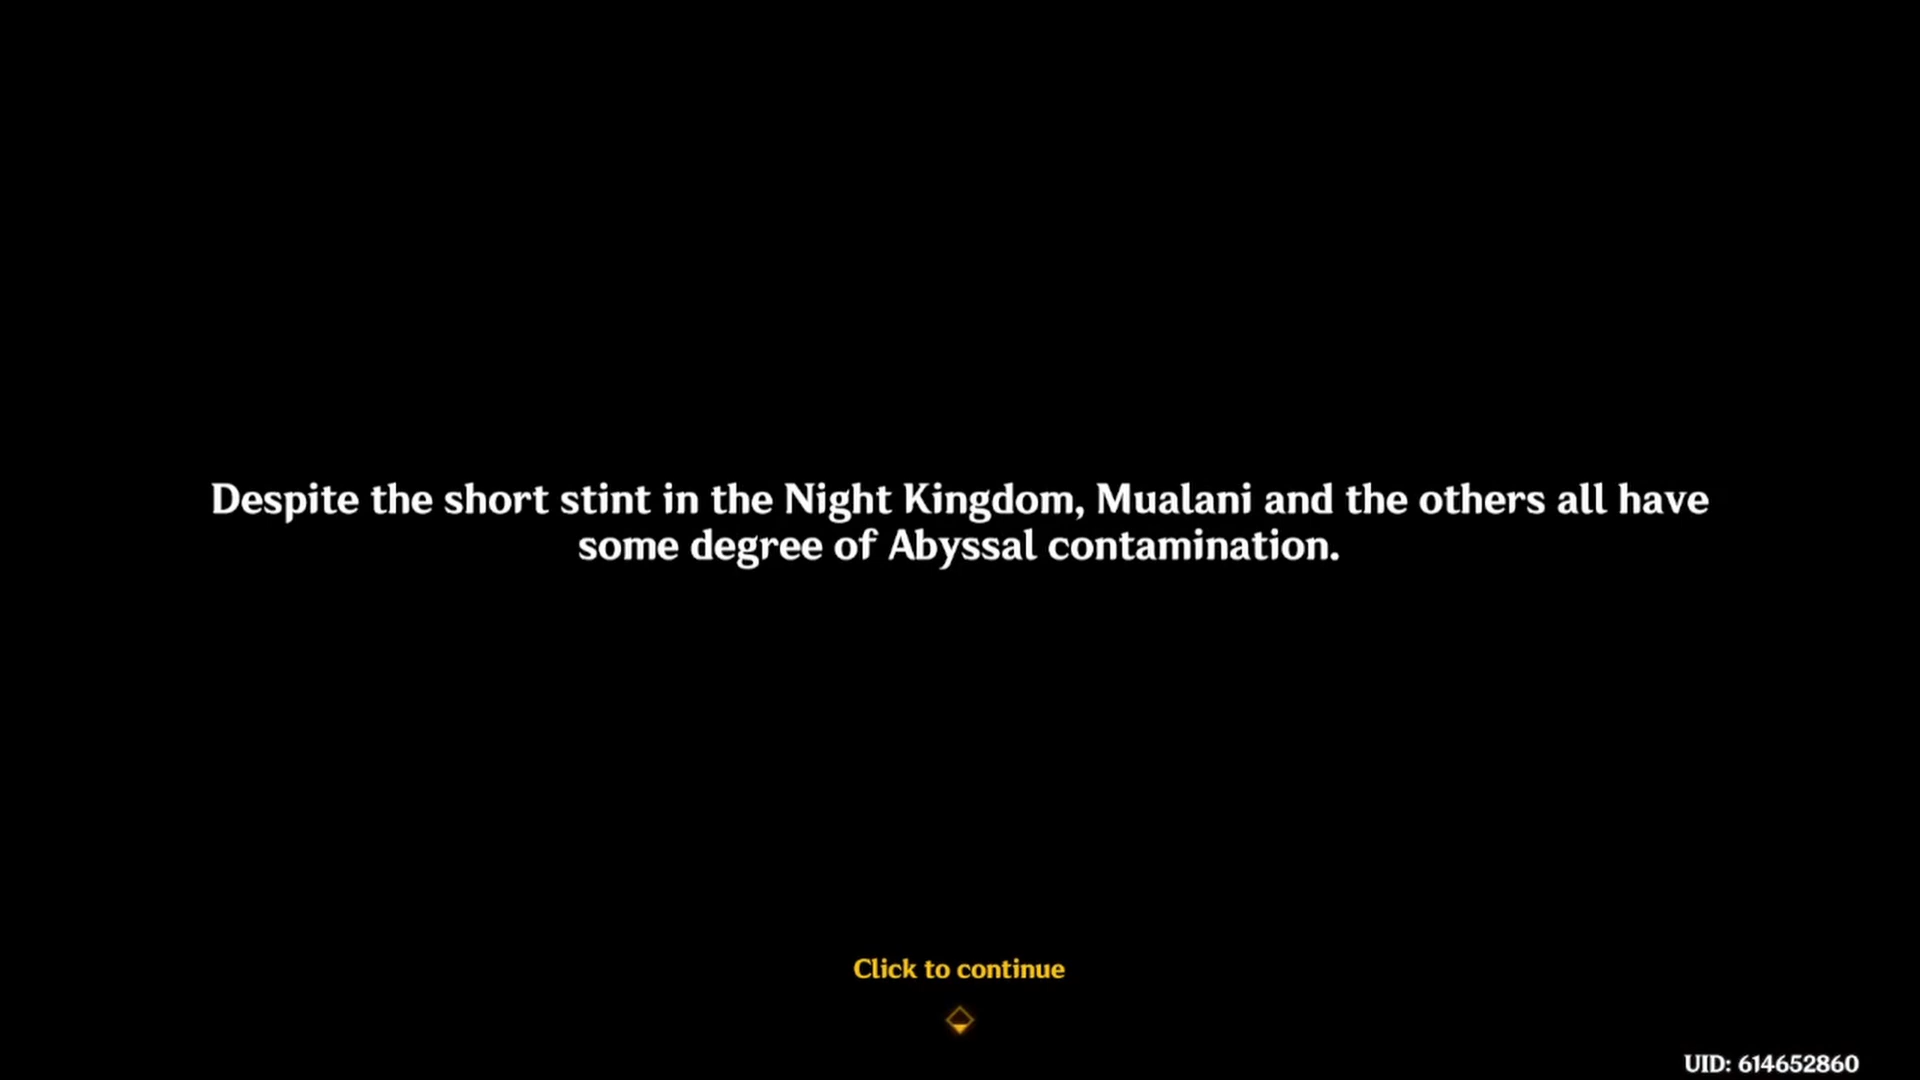 Despite the short stint in the Night Kingdom, Mualani and the others all have
some degree of Abyssal contamination.
Click to continue
UID: 614652860